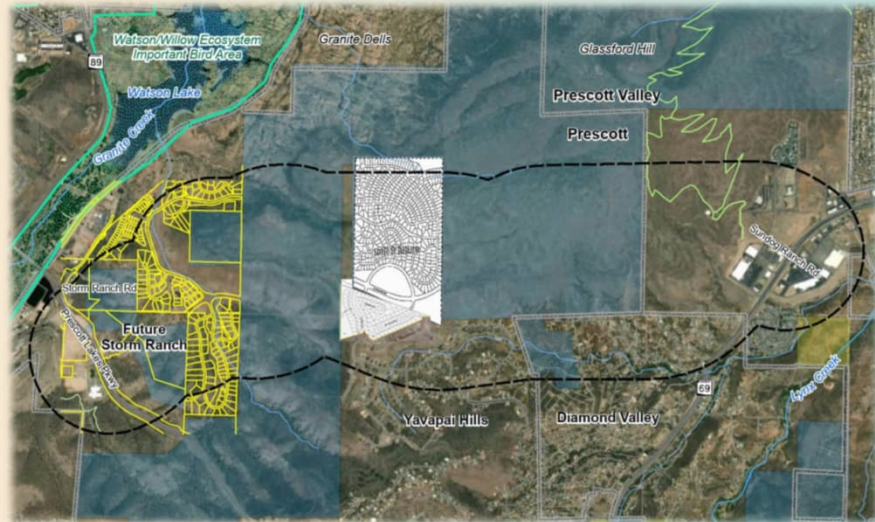 Watson/Willow Ecosystem
Important Bird Area
Granite Dells
Glassford Hill
89
Watson Lake
Prescott Valley
Granite Creek
Prescott
Sundog Ranch Rd
Storm Ranch Rd
Future
Storm Ranch
Prescott Lakes Pkwy
69
Lynx Creek
Yavapai Hills
Diamond Valley